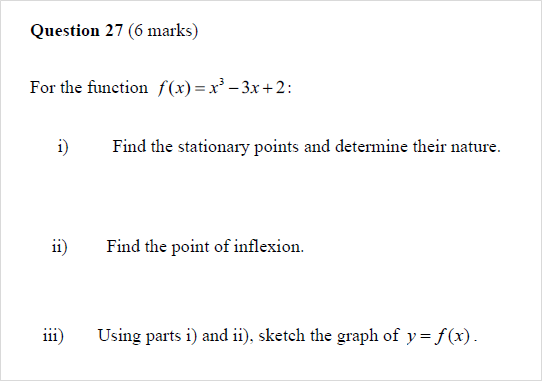 Question 27 (6 marks)
For the function f(x) = x³ − 3x + 2:
i) Find the stationary points and determine their nature.
ii) Find the point of inflexion.
iii) Using parts i) and ii), sketch the graph of y = f(x).